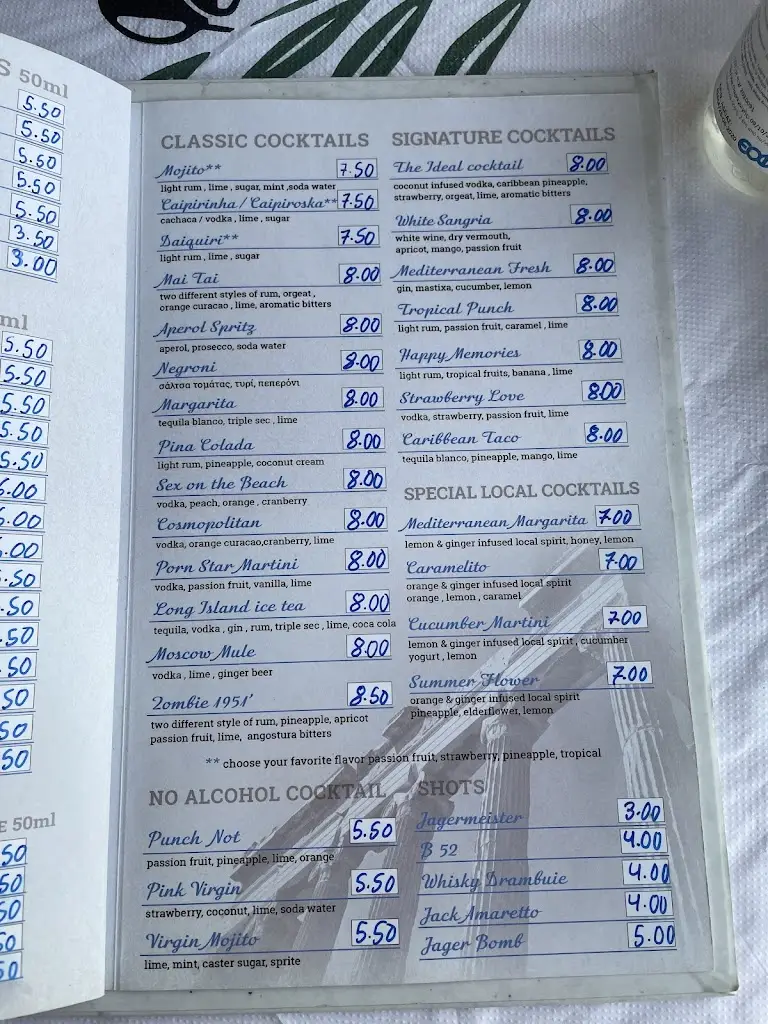 S 50ml
5.50
5.50
5.50
5.50
5.50
3.50
3.00
ml
5.50
5.50
5.50
5.50
5.50
.00
.00
.00
.50
.50
.50
.50
50
50
50
E 50ml
50
50
50
50
50
CLASSIC COCKTAILS
Mojito** 7.50
light rum , lime , sugar, mint ,soda water
Caipirinha / Caipiroska** 7.50
cachaca / vodka , lime , sugar
Daiquiri** 7.50
light rum , lime , sugar
Mai Tai 8.00
two different styles of rum, orgeat ,
orange curacao , lime, aromatic bitters
Aperol Spritz 8.00
aperol, prosecco, soda water
Negroni 8.00
σάλτσα τομάτας, τυρί, πεπερόνι
Margarita 8.00
tequila blanco, triple sec , lime
Pina Colada 8.00
light rum, pineapple, coconut cream
Sex on the Beach 8.00
vodka, peach, orange , cranberry
Cosmopolitan 8.00
vodka, orange curacao,cranberry, lime
Porn Star Martini 8.00
vodka, passion fruit, vanilla, lime
Long Island ice tea 8.00
tequila, vodka , gin , rum, triple sec , lime, coca cola
Moscow Mule 8.00
vodka , lime , ginger beer
Zombie 1951' 8.50
two different style of rum, pineapple, apricot
passion fruit, lime,  angostura bitters
SIGNATURE COCKTAILS
The Ideal cocktail 8.00
coconut infused vodka, caribbean pineapple,
strawberry, orgeat, lime, aromatic bitters
White Sangria 8.00
white wine, dry vermouth,
apricot, mango, passion fruit
Mediterranean Fresh 8.00
gin, mastixa, cucumber, lemon
Tropical Punch 8.00
light rum, passion fruit, caramel , lime
Happy Memories 8.00
light rum, tropical fruits, banana , lime
Strawberry Love 8.00
vodka, strawberry, passion fruit, lime
Caribbean Taco 8.00
tequila blanco, pineapple, mango, lime
SPECIAL LOCAL COCKTAILS
Mediterranean Margarita 7.00
lemon & ginger infused local spirit, honey, lemon
Caramelito 7.00
orange & ginger infused local spirit
orange , lemon , caramel
Cucumber Martini 7.00
lemon & ginger infused local spirit , cucumber
yogurt , lemon
Summer Flower 7.00
orange & ginger infused local spirit
pineapple, elderflower, lemon
** choose your favorite flavor passion fruit, strawberry, pineapple, tropical
NO ALCOHOL COCKTAIL
Punch Not 5.50
passion fruit, pineapple, lime, orange
Pink Virgin 5.50
strawberry, coconut, lime, soda water
Virgin Mojito 5.50
lime, mint, caster sugar, sprite
SHOTS
Jagermeister 3.00
B 52 4.00
Whisky Drambuie 4.00
Jack Amaretto 4.00
Jager Bomb 5.00